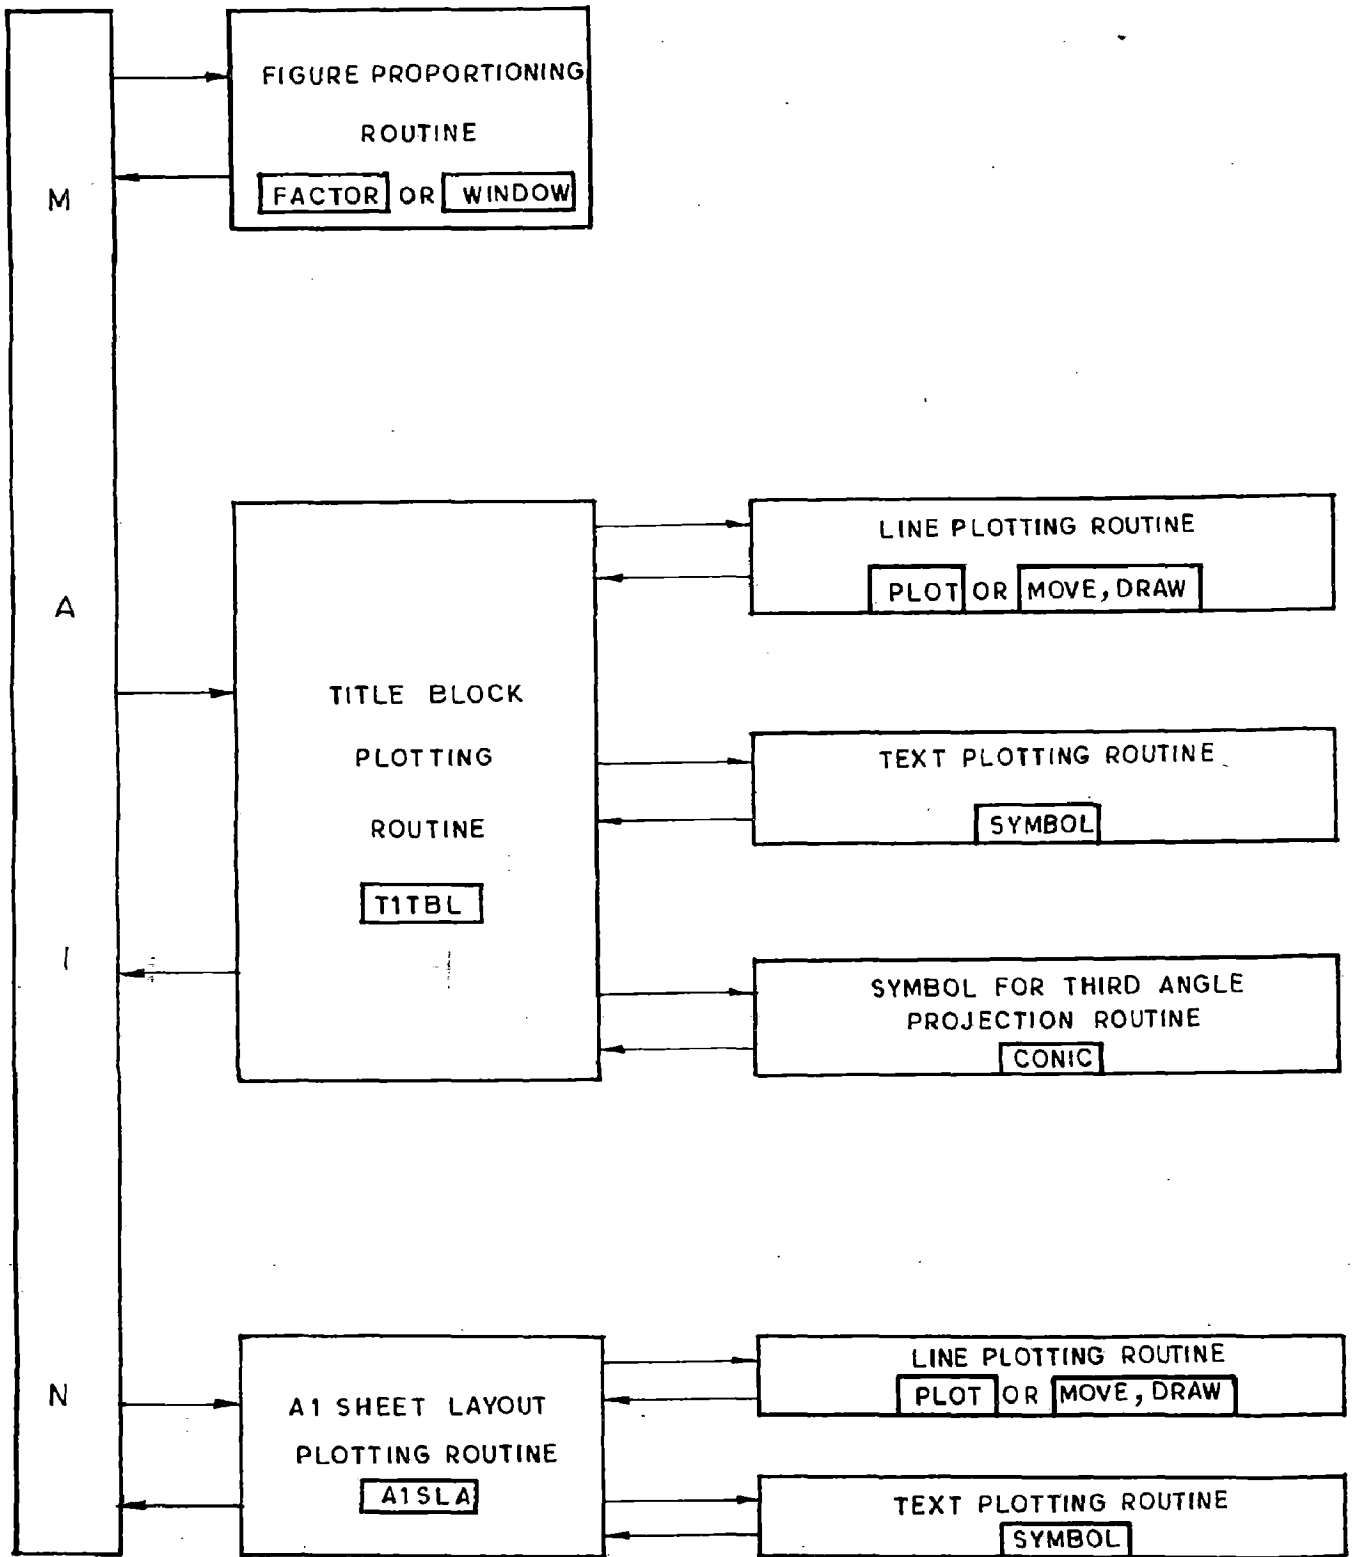 M
A
I
N
FIGURE PROPORTIONING
ROUTINE
FACTOR OR WINDOW
TITLE BLOCK
PLOTTING
ROUTINE
T1TBL
LINE PLOTTING ROUTINE
PLOT OR MOVE, DRAW
TEXT PLOTTING ROUTINE
SYMBOL
SYMBOL FOR THIRD ANGLE
PROJECTION ROUTINE
CONIC
A1 SHEET LAYOUT
PLOTTING ROUTINE
A1SLA
LINE PLOTTING ROUTINE
PLOT OR MOVE, DRAW
TEXT PLOTTING ROUTINE
SYMBOL